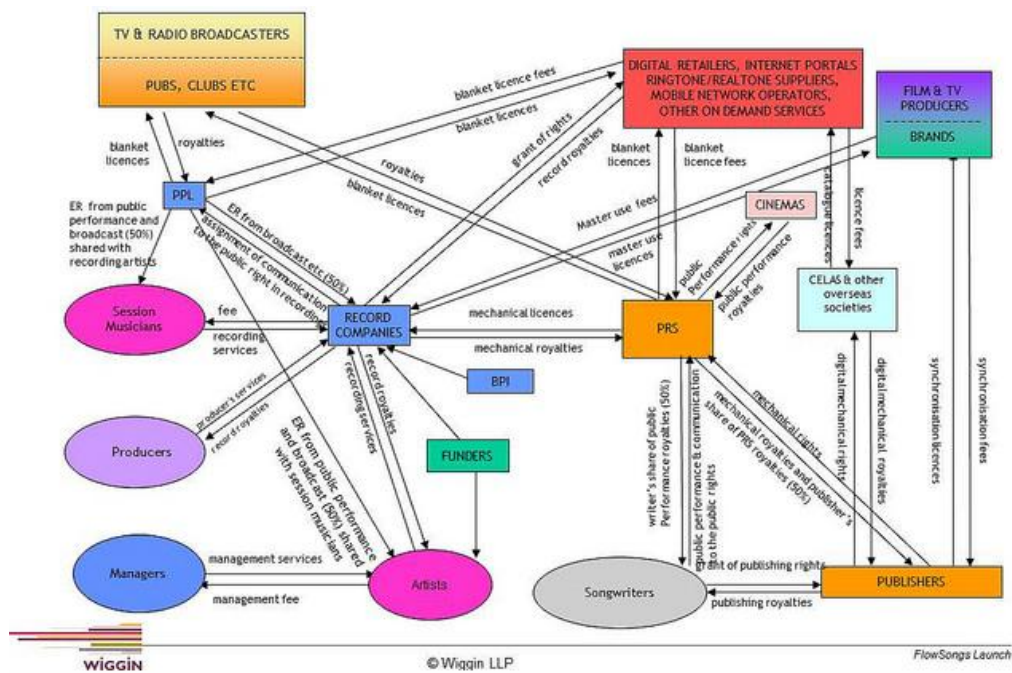 TV & RADIO BROADCASTERS
PUBS, CLUBS ETC
DIGITAL RETAILERS, INTERNET PORTALS
RINGTONE/REALTONE SUPPLIERS,
MOBILE NETWORK OPERATORS,
OTHER ON DEMAND SERVICES
FILM & TV
PRODUCERS
BRANDS
blanket licence fees
blanket licences
blanket
licences
royalties
royalties
blanket licences
grant of rights
record royalties
blanket
licences
blanket
licence fees
catalogue licences
licence fees
PPL
CINEMAS
ER from public
performance and
broadcast (50%)
shared with
recording artists
ER from broadcast etc (50%)
assignment of communication
to the public right in recording
Master use fees
master use
licences
public
Performance rights
public performance
royalties
CELAS & other
overseas
societies
Session
Musicians
fee
recording
services
RECORD
COMPANIES
mechanical licences
mechanical royalties
PRS
BPI
producer's services
record royalties
record royalties
recording services
Producers
FUNDERS
ER from public performance
and broadcast (50%) shared
with session musicians
writer's share of public
Performance royalties (50%)
public performance & communication
to the public rights
mechanical rights
mechanical royalties and publisher's
share of PRS royalties (50%)
digital mechanical rights
digital mechanical royalties
synchronisation licences
synchronisation fees
Managers
management services
management fee
Artists
Songwriters
grant of publishing rights
publishing royalties
PUBLISHERS
WIGGIN
© Wiggin LLP
FlowSongs Launch